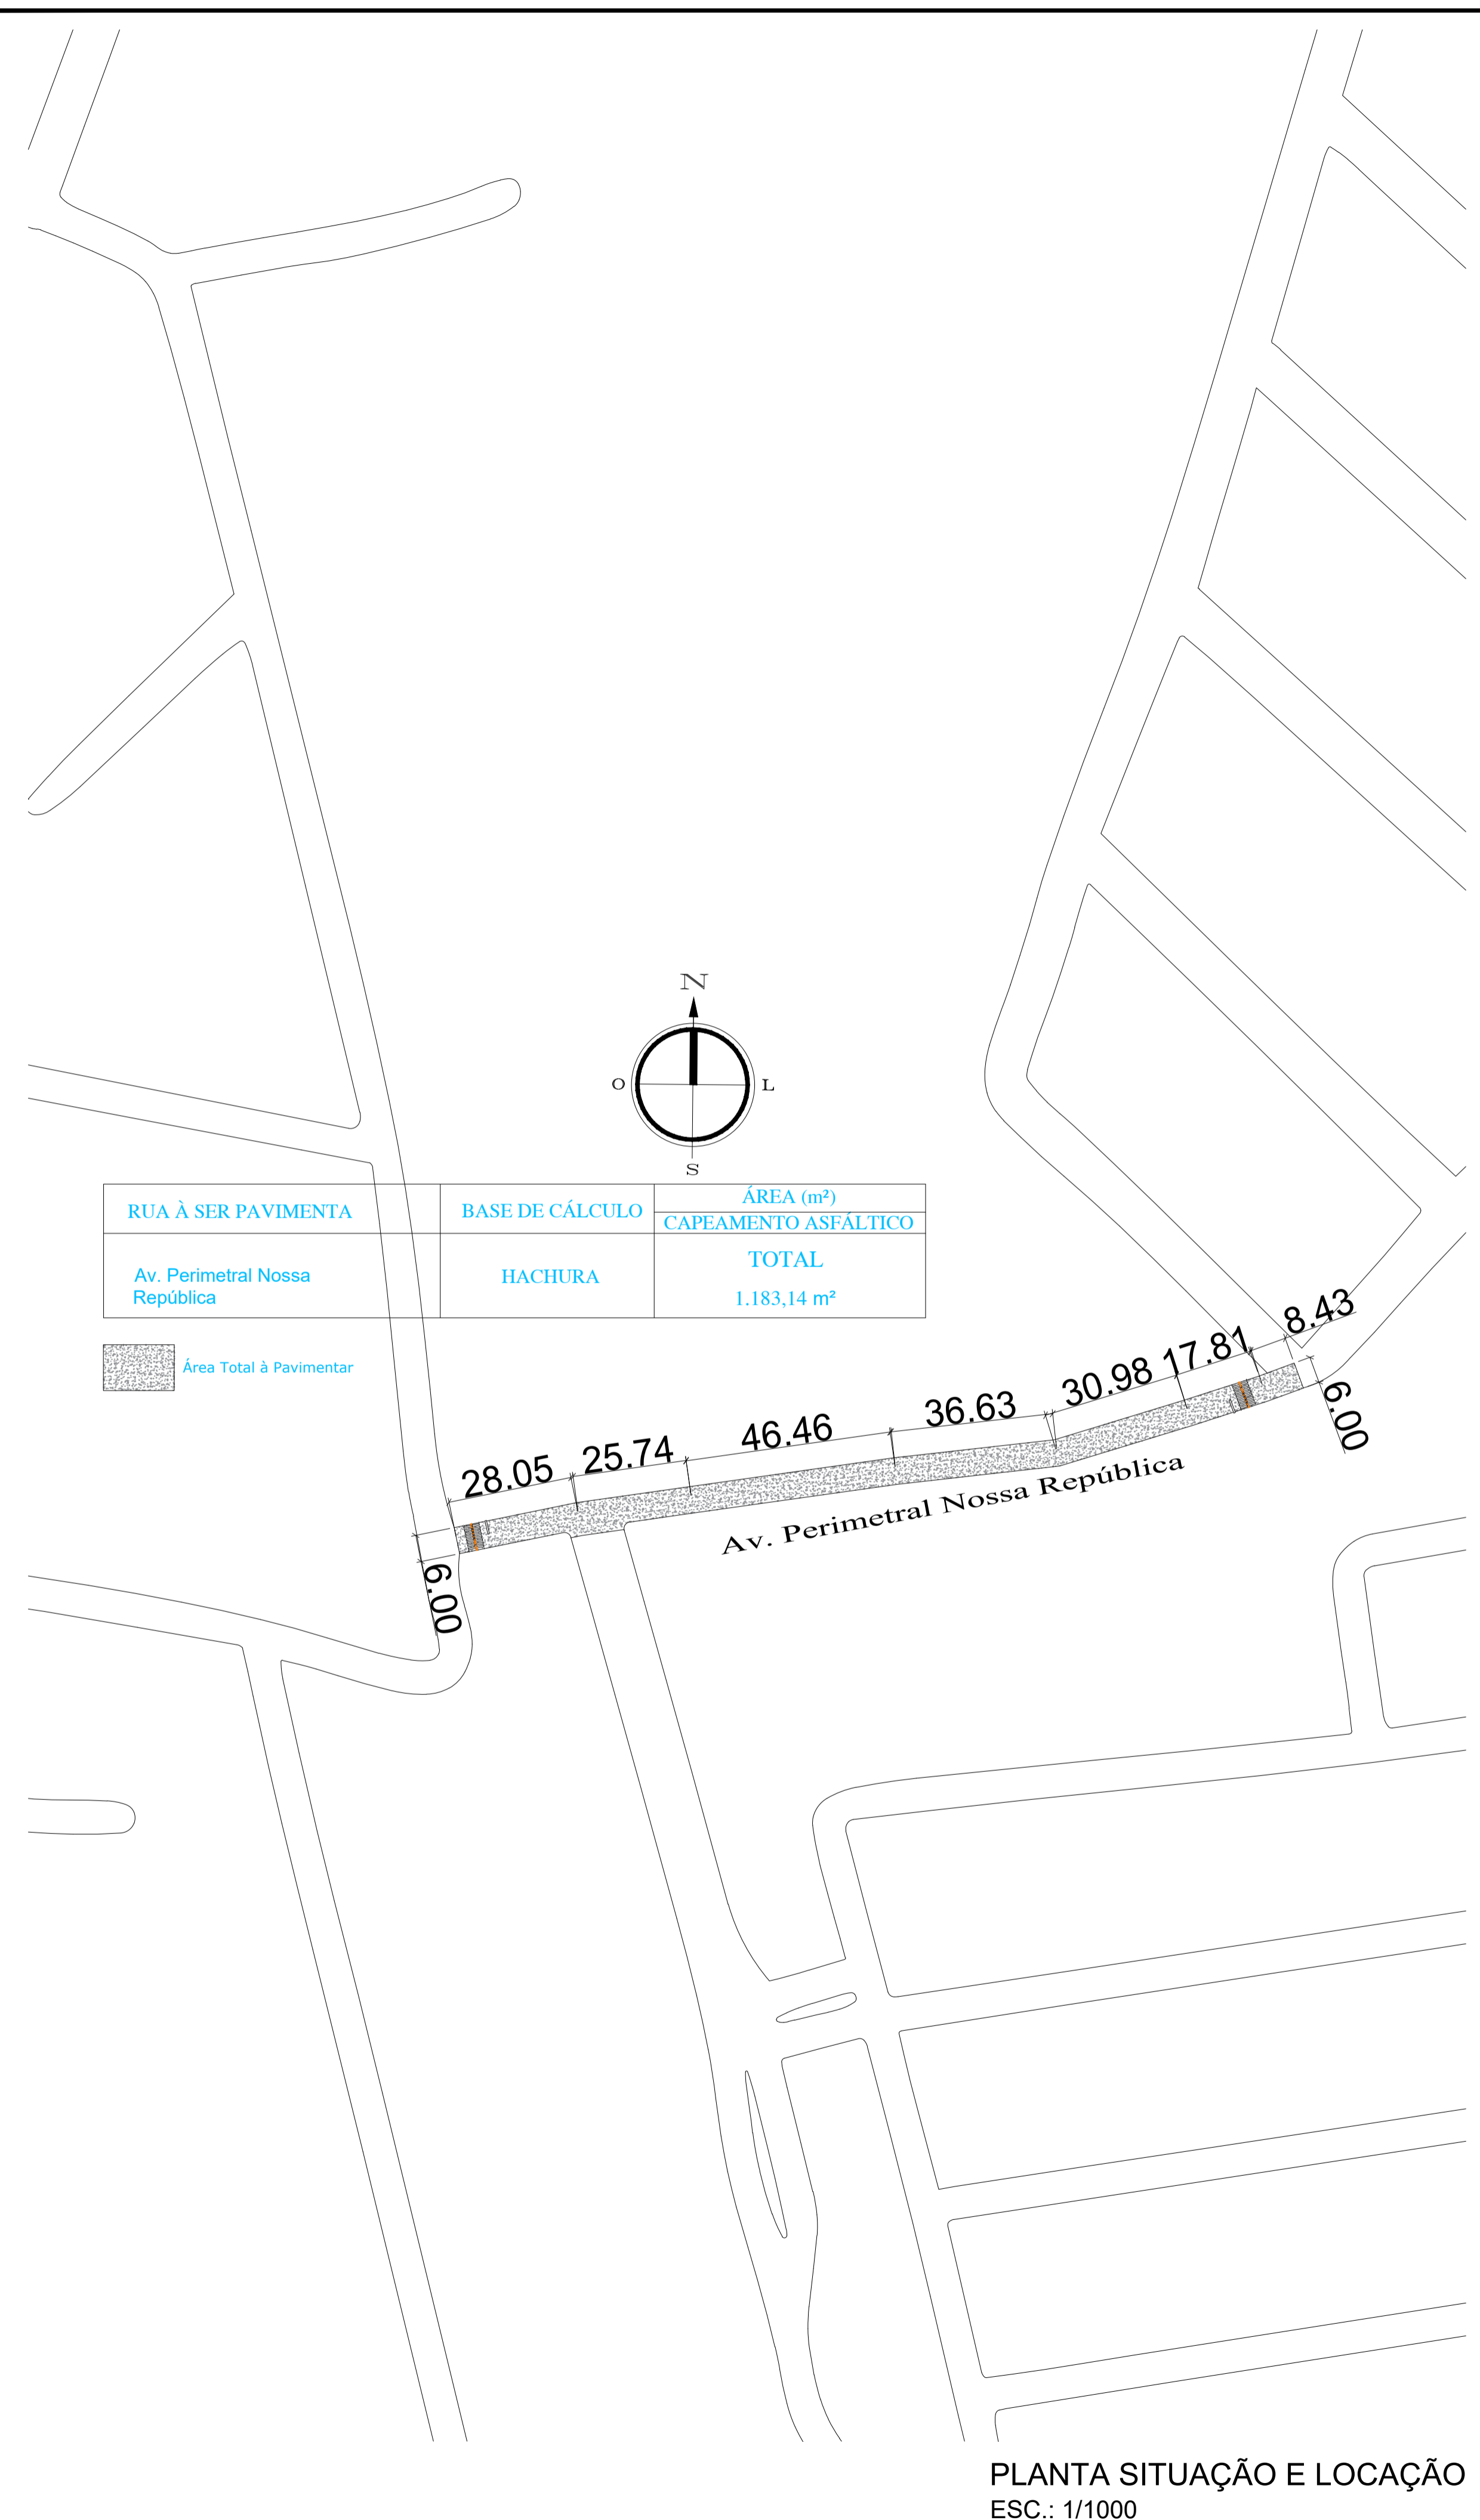 N
O
L
S
RUA À SER PAVIMENTA
BASE DE CÁLCULO
ÁREA (m²)
CAPEAMENTO ASFÁLTICO
Av. Perimetral Nossa
República
HACHURA
TOTAL
1.183,14 m²
Área Total à Pavimentar
28.05
25.74
46.46
36.63
30.98
17.81
8.43
6.00
6.00
Av. Perimetral Nossa República
PLANTA SITUAÇÃO E LOCAÇÃO
ESC.: 1/1000